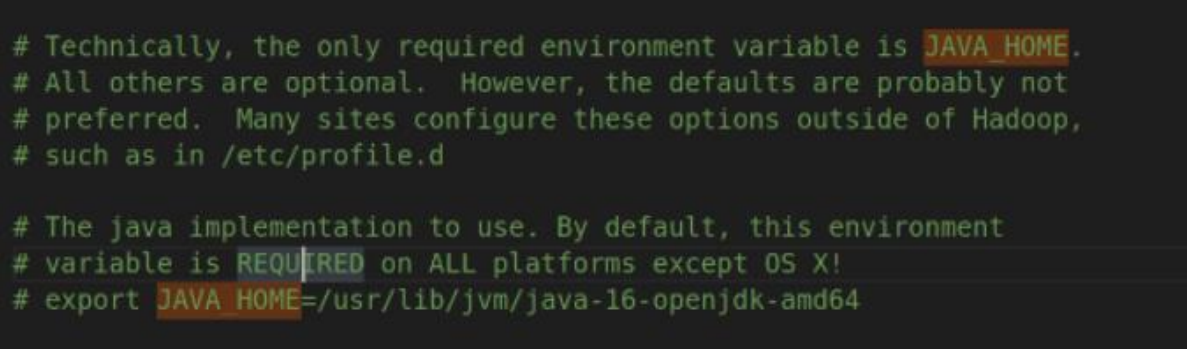 # Technically, the only required environment variable is JAVA_HOME.
# All others are optional.  However, the defaults are probably not
# preferred.  Many sites configure these options outside of Hadoop,
# such as in /etc/profile.d
# The java implementation to use. By default, this environment
# variable is REQUIRED on ALL platforms except OS X!
# export JAVA_HOME=/usr/lib/jvm/java-16-openjdk-amd64